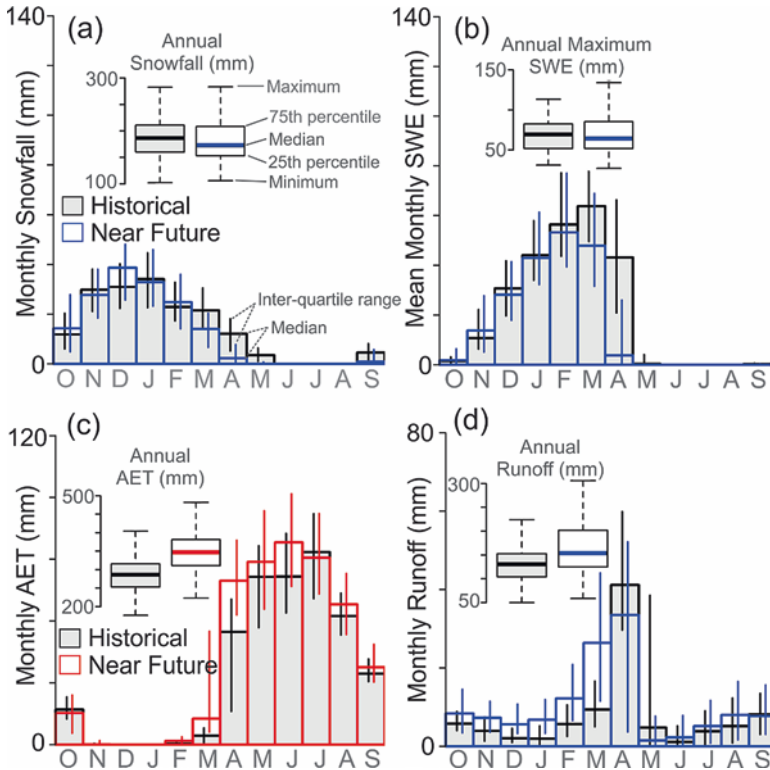 140
(a)
Annual
Snowfall (mm)
300
100
Maximum
75th percentile
Median
25th percentile
Minimum
Monthly Snowfall (mm)
Historical
Near Future
Inter-quartile range
Median
0
O N D J F M A M J J A S
140
(b)
Annual Maximum
SWE (mm)
150
50
Mean Monthly SWE (mm)
0
O N D J F M A M J J A S
120
(c)
Annual
AET (mm)
500
200
Monthly AET (mm)
Historical
Near Future
0
O N D J F M A M J J A S
80
(d)
Annual
Runoff (mm)
300
50
Monthly Runoff (mm)
0
O N D J F M A M J J A S